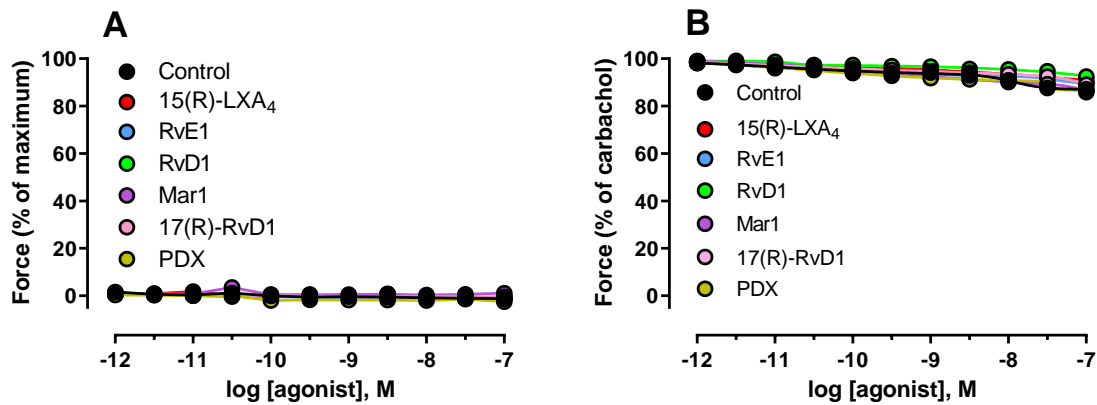 A
Force (% of maximum)
100
80
60
40
20
0
Control
15(R)-LXA₄
RvE1
RvD1
Mar1
17(R)-RvD1
PDX
-12
-11
-10
-9
-8
-7
log [agonist], M
B
Force (% of carbachol)
100
80
60
40
20
0
Control
15(R)-LXA₄
RvE1
RvD1
Mar1
17(R)-RvD1
PDX
-12
-11
-10
-9
-8
-7
log [agonist], M